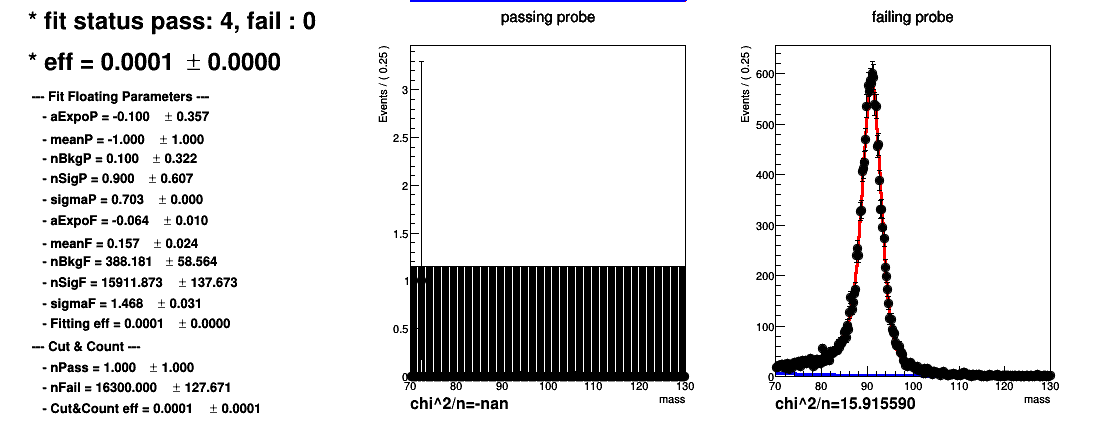 * fit status pass: 4, fail : 0
* eff = 0.0001 ± 0.0000
--- Fit Floating Parameters ---
- aExpoP = -0.100 ± 0.357
- meanP = -1.000 ± 1.000
- nBkgP = 0.100 ± 0.322
- nSigP = 0.900 ± 0.607
- sigmaP = 0.703 ± 0.000
- aExpoF = -0.064 ± 0.010
- meanF = 0.157 ± 0.024
- nBkgF = 388.181 ± 58.564
- nSigF = 15911.873 ± 137.673
- sigmaF = 1.468 ± 0.031
- Fitting eff = 0.0001 ± 0.0000
--- Cut & Count ---
- nPass = 1.000 ± 1.000
- nFail = 16300.000 ± 127.671
- Cut&Count eff = 0.0001 ± 0.0001
passing probe
Events / ( 0.25 )
3
2.5
2
1.5
1
0.5
0
70 80 90 100 110 120 130
mass
chi^2/n=-nan
failing probe
Events / ( 0.25 )
600
500
400
300
200
100
0
70 80 90 100 110 120 130
mass
chi^2/n=15.915590